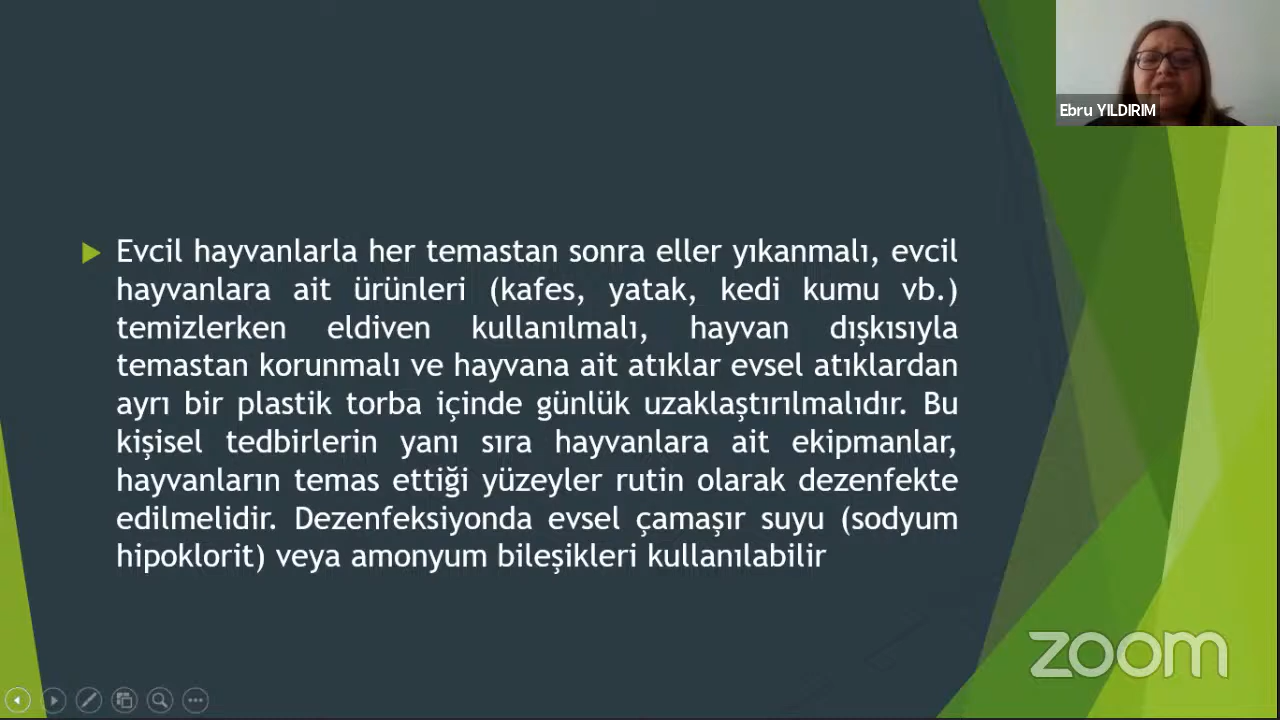 Ebru YILDIRIM
Evcil hayvanlarla her temastan sonra eller yıkanmalı, evcil
hayvanlara ait ürünleri (kafes, yatak, kedi kumu vb.)
temizlerken eldiven kullanılmalı, hayvan dışkısıyla
temastan korunmalı ve hayvana ait atıklar evsel atıklardan
ayrı bir plastik torba içinde günlük uzaklaştırılmalıdır. Bu
kişisel tedbirlerin yanı sıra hayvanlara ait ekipmanlar,
hayvanların temas ettiği yüzeyler rutin olarak dezenfekte
edilmelidir. Dezenfeksiyonda evsel çamaşır suyu (sodyum
hipoklorit) veya amonyum bileşikleri kullanılabilir
zoom